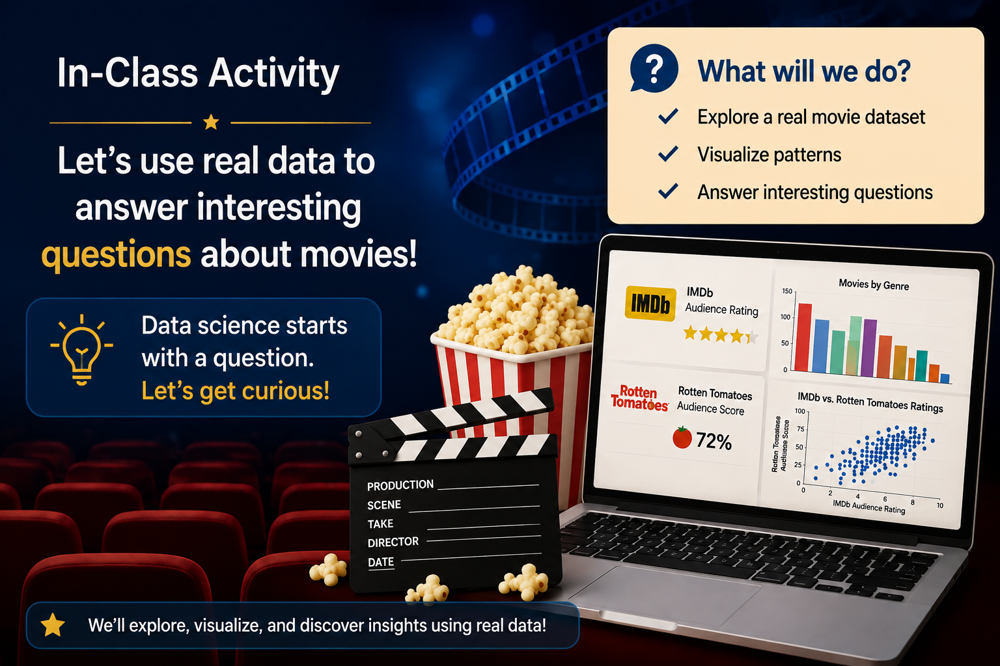 In-Class Activity
Let's use real data to
answer interesting
questions about movies!
Data science starts
with a question.
Let's get curious!
What will we do?
Explore a real movie dataset
Visualize patterns
Answer interesting questions
IMDb
IMDb
Audience Rating
Movies by Genre
150
100
50
0
Rotten
Tomatoes
Rotten Tomatoes
Audience Score
72%
IMDb vs. Rotten Tomatoes Ratings
Rotten
100
75
50
25
0
0 2 4 6 8 10
IMDb Audience Rating
PRODUCTION
SCENE
TAKE
DIRECTOR
DATE
We'll explore, visualize, and discover insights using real data!